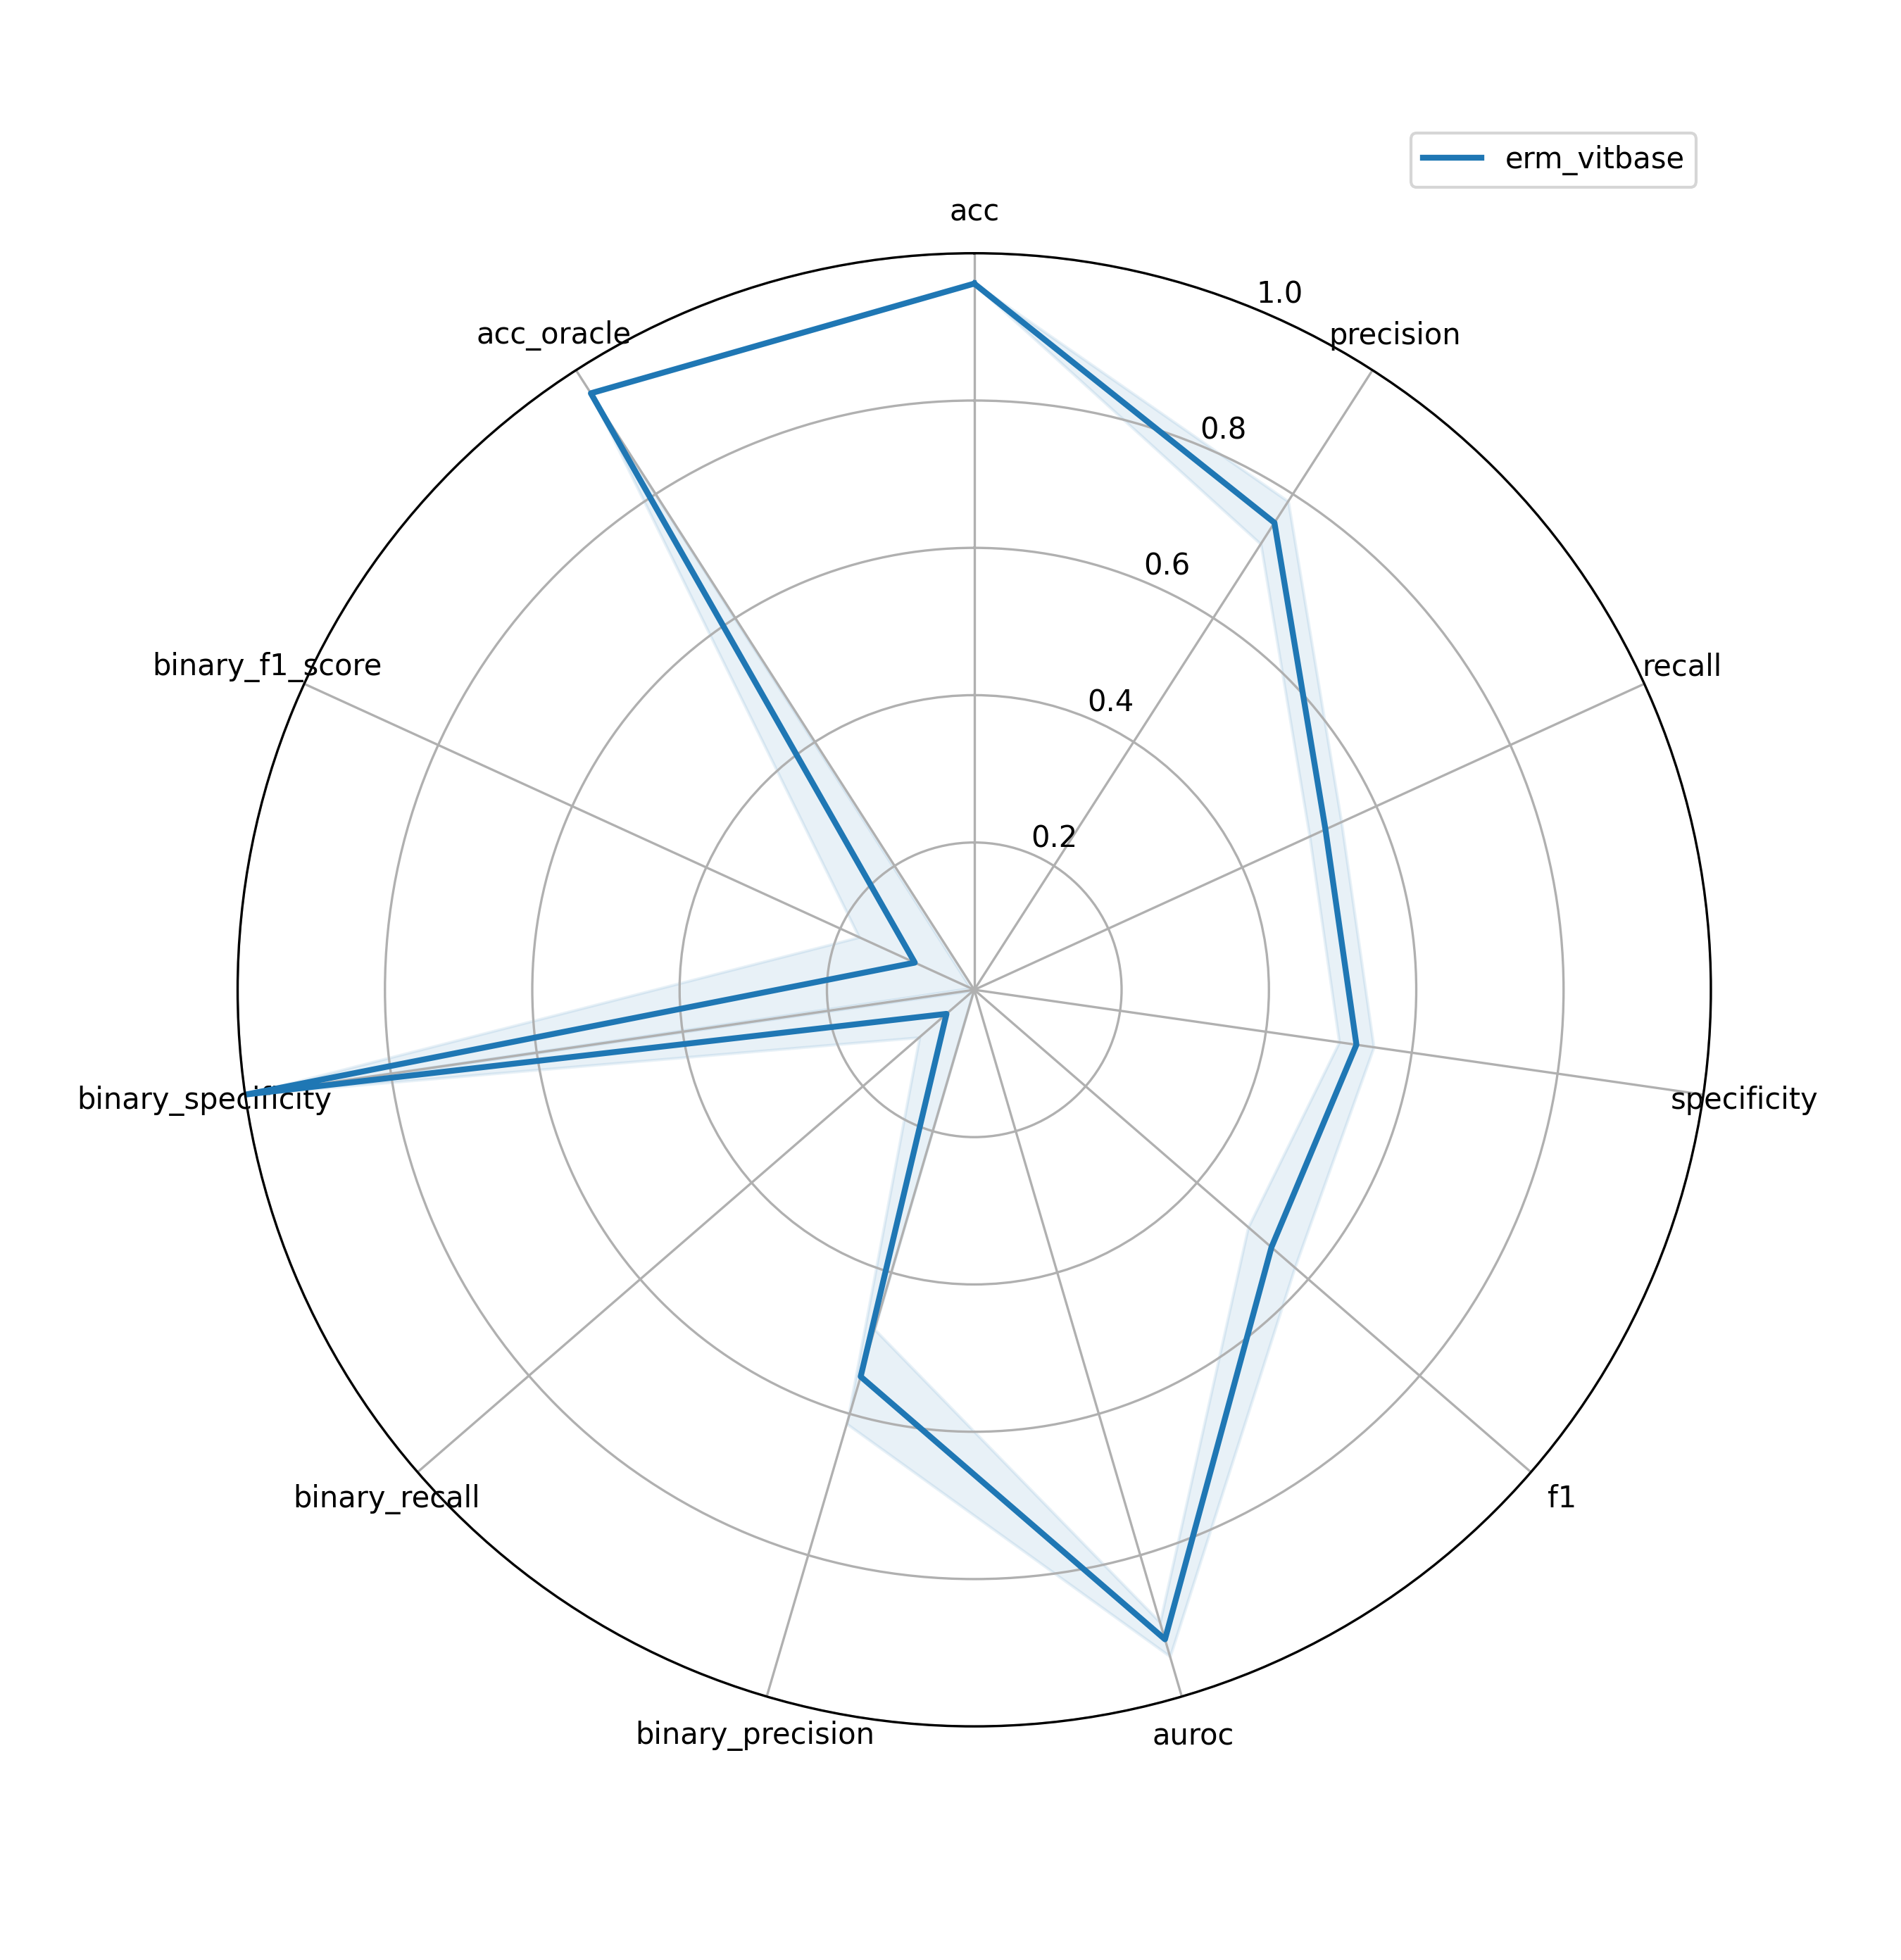 erm_vitbase
acc
1.0
acc_oracle
precision
0.8
0.6
binary_f1_score
recall
0.4
0.2
binary_specificity
specificity
binary_recall
f1
binary_precision
auroc